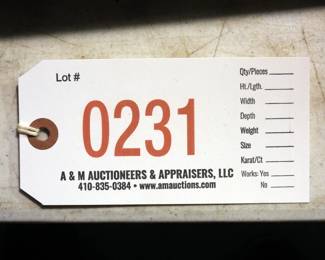 Lot #
0231
A & M AUCTIONEERS & APPRAISERS, LLC
410-835-0384 • www.amauctions.com
Qty/Pieces
Ht./Lgth.
Width
Depth
Weight
Size
Karat/Ct
Works: Yes
No